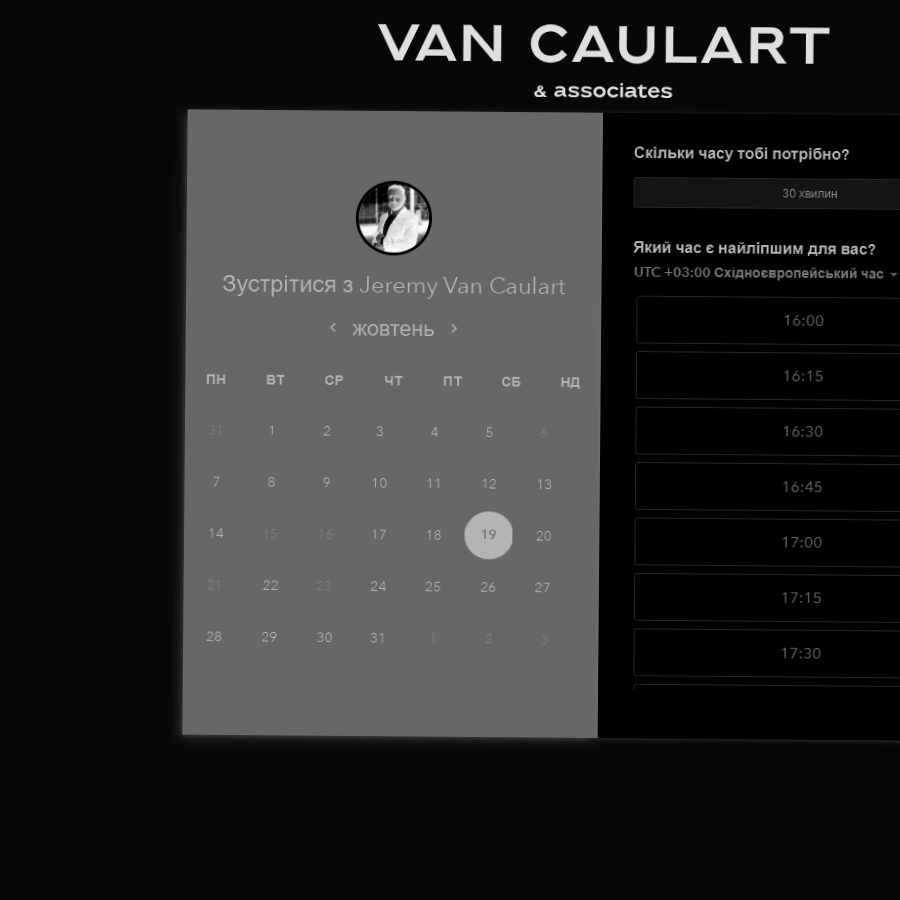 VAN CAULART
& associates
Зустрітися з Jeremy Van Caulart
жовтень
ПН ВТ СР ЧТ ПТ СБ НД
31 1 2 3 4 5 6
7 8 9 10 11 12 13
14 15 16 17 18 19 20
21 22 23 24 25 26 27
28 29 30 31 1 2 3
Скільки часу тобі потрібно?
30 хвилин
Який час є найліпшим для вас?
UTC +03:00 Східноєвропейський час
16:00
16:15
16:30
16:45
17:00
17:15
17:30